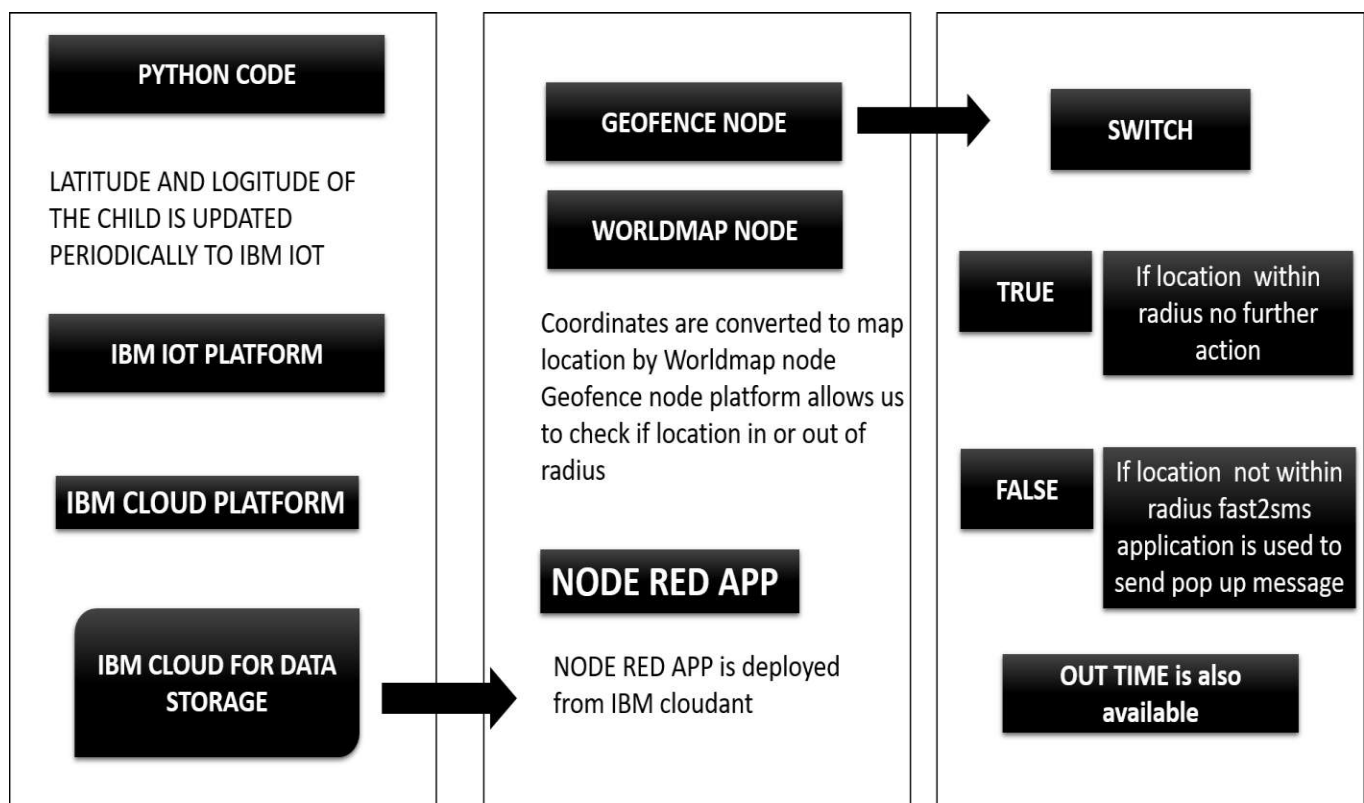 PYTHON CODE
LATITUDE AND LOGITUDE OF
THE CHILD IS UPDATED
PERIODICALLY TO IBM IOT
IBM IOT PLATFORM
IBM CLOUD PLATFORM
IBM CLOUD FOR DATA
STORAGE
GEOFENCE NODE
WORLDMAP NODE
Coordinates are converted to map
location by Worldmap node
Geofence node platform allows us
to check if location in or out of
radius
NODE RED APP
NODE RED APP is deployed
from IBM cloudant
SWITCH
TRUE
If location within
radius no further
action
FALSE
If location not within
radius fast2sms
application is used to
send pop up message
OUT TIME is also
available